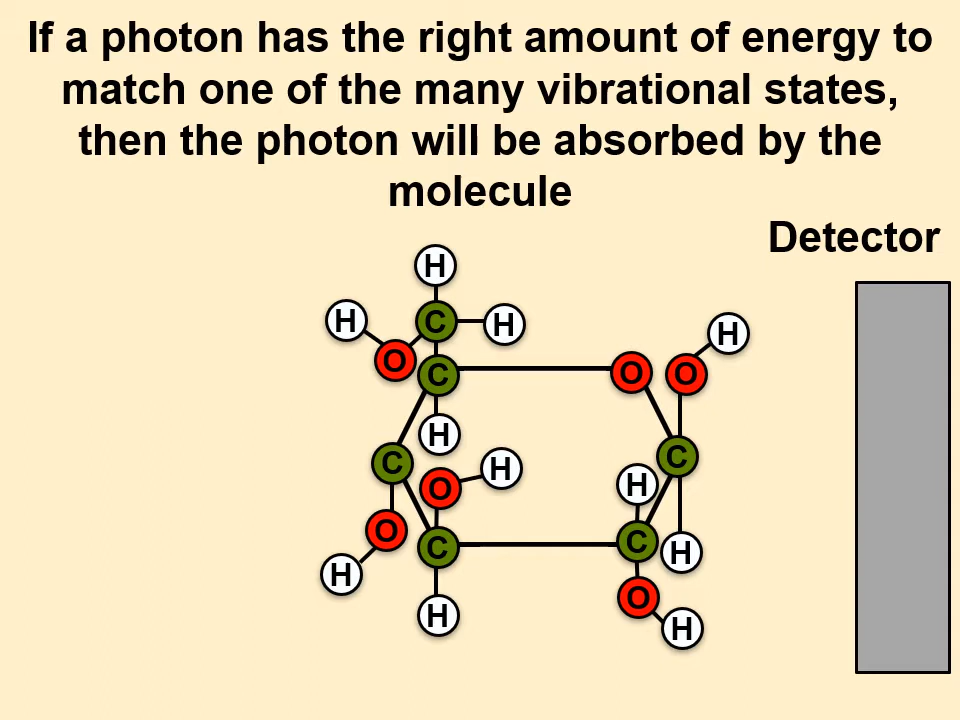 If a photon has the right amount of energy to
match one of the many vibrational states,
then the photon will be absorbed by the
molecule
Detector
H
H C H
O
C O O H
H
C O H H C
O C C H
H H O
H